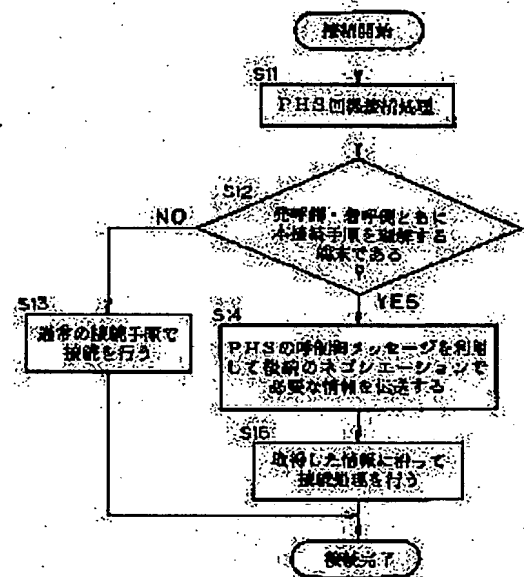 接続開始
S11
PHS回線接続処理
S12
発呼側・着呼側ともに
本接続手順を理解する
端末である
?
NO
YES
S13
通常の接続手順で
接続を行う
S14
PHSの呼制御メッセージを利用
して後続のネゴシエーションで
必要な情報を伝送する
S15
取得した情報に沿って
接続処理を行う
接続完了